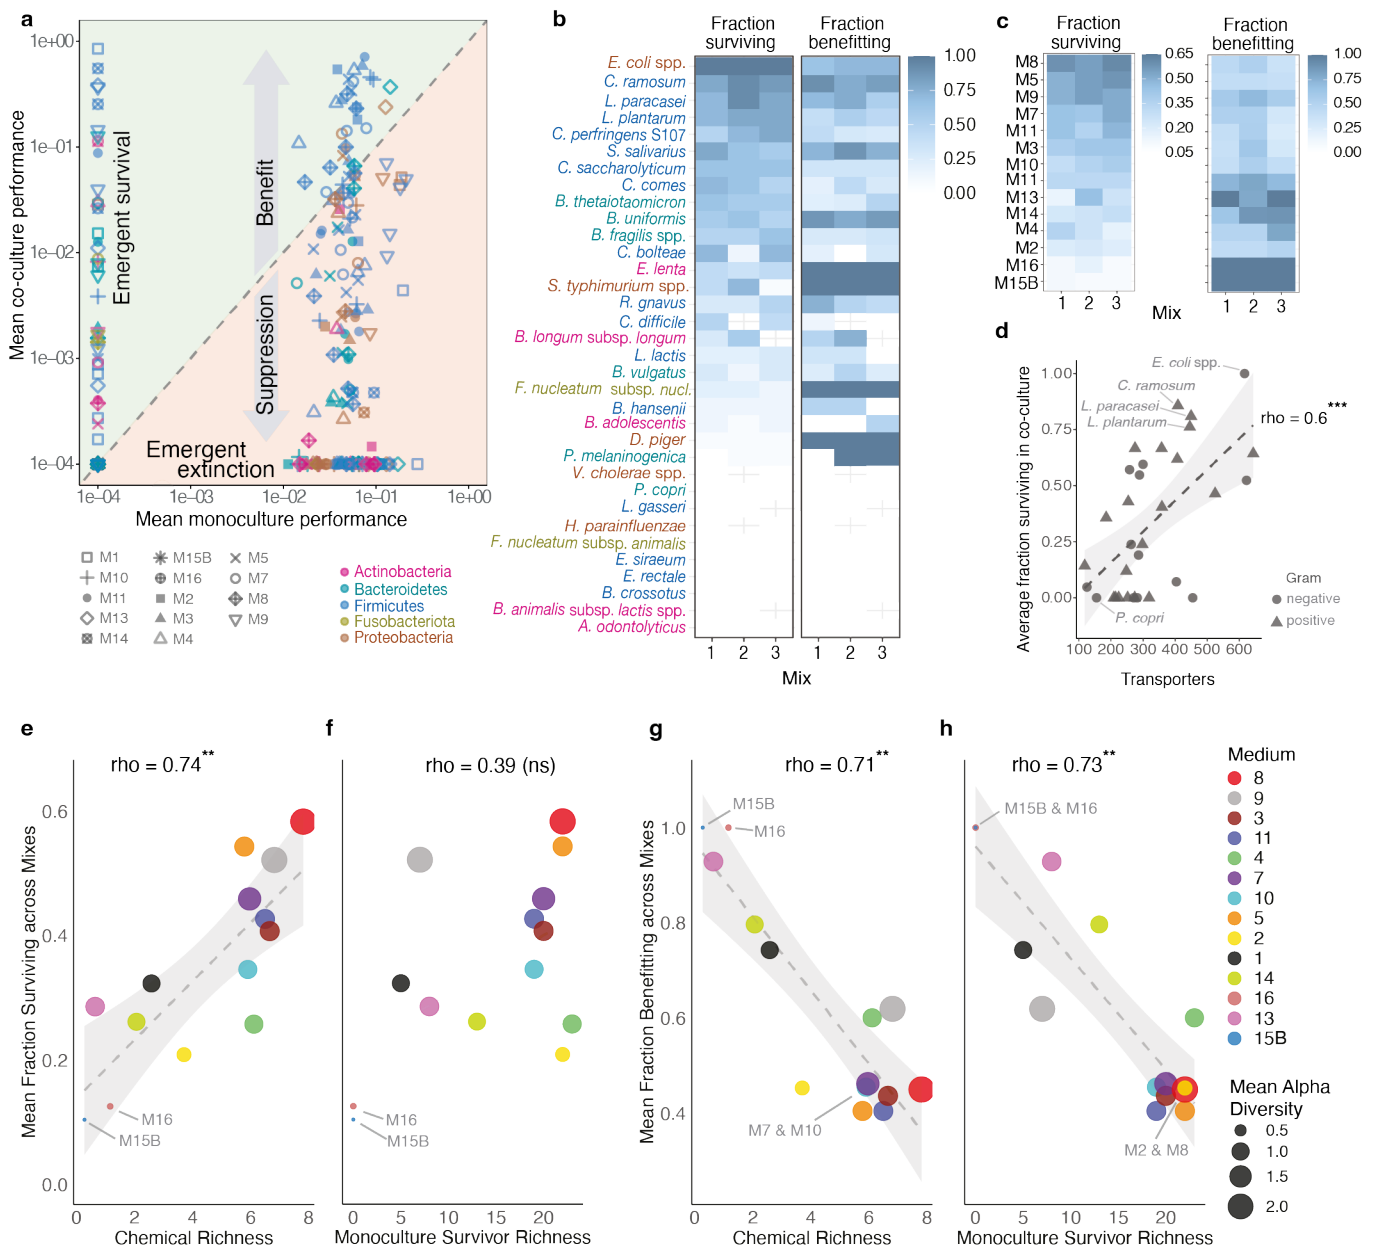 a
Mean co-culture performance
1e+00
1e−01
1e−02
1e−03
1e−04
Emergent survival
Benefit
Suppression
Emergent
extinction
1e−04
1e−03
1e−02
1e−01
1e+00
Mean monoculture performance
M1
M10
M11
M13
M14
M15B
M16
M2
M3
M4
M5
M7
M8
M9
Actinobacteria
Bacteroidetes
Firmicutes
Fusobacteriota
Proteobacteria
b
Fraction
surviving
Fraction
benefitting
E. coli spp.
C. ramosum
L. paracasei
L. plantarum
C. perfringens S107
S. salivarius
C. saccharolyticum
C. comes
B. thetaiotaomicron
B. uniformis
B. fragilis spp.
C. bolteae
E. lenta
S. typhimurium spp.
R. gnavus
C. difficile
B. longum subsp. longum
L. lactis
B. vulgatus
F. nucleatum subsp. nucl.
B. hansenii
B. adolescentis
D. piger
P. melaninogenica
V. cholerae spp.
P. copri
L. gasseri
H. parainfluenzae
F. nucleatum subsp. animalis
E. siraeum
E. rectale
B. crossotus
B. animalis subsp. lactis spp.
A. odontolyticus
1 2 3
1 2 3
Mix
1.00
0.75
0.50
0.25
0.00
c
Fraction
surviving
Fraction
benefitting
M8
M5
M9
M7
M11
M3
M10
M11
M13
M14
M4
M2
M16
M15B
0.65
0.50
0.35
0.20
0.05
1.00
0.75
0.50
0.25
0.00
1 2 3
1 2 3
Mix
d
Average fraction surviving in co-culture
1.00
0.75
0.50
0.25
0.00
E. coli spp.
C. ramosum
L. paracasei
L. plantarum
P. copri
rho = 0.6***
Gram
negative
positive
100 200 300 400 500 600
Transporters
e
rho = 0.74**
Mean Fraction Surviving across Mixes
0.6
0.4
0.2
0.0
M16
M15B
0 2 4 6 8
Chemical Richness
f
rho = 0.39 (ns)
M16
M15B
0 5 10 15 20
Monoculture Survivor Richness
g
rho = 0.71**
Mean Fraction Benefitting across Mixes
1.0
0.8
0.6
0.4
M15B
M16
M7 & M10
0 2 4 6 8
Chemical Richness
h
rho = 0.73**
M15B & M16
M2 & M8
0 5 10 15 20
Monoculture Survivor Richness
Medium
8
9
3
11
4
7
10
5
2
1
14
16
13
15B
Mean Alpha
Diversity
0.5
1.0
1.5
2.0